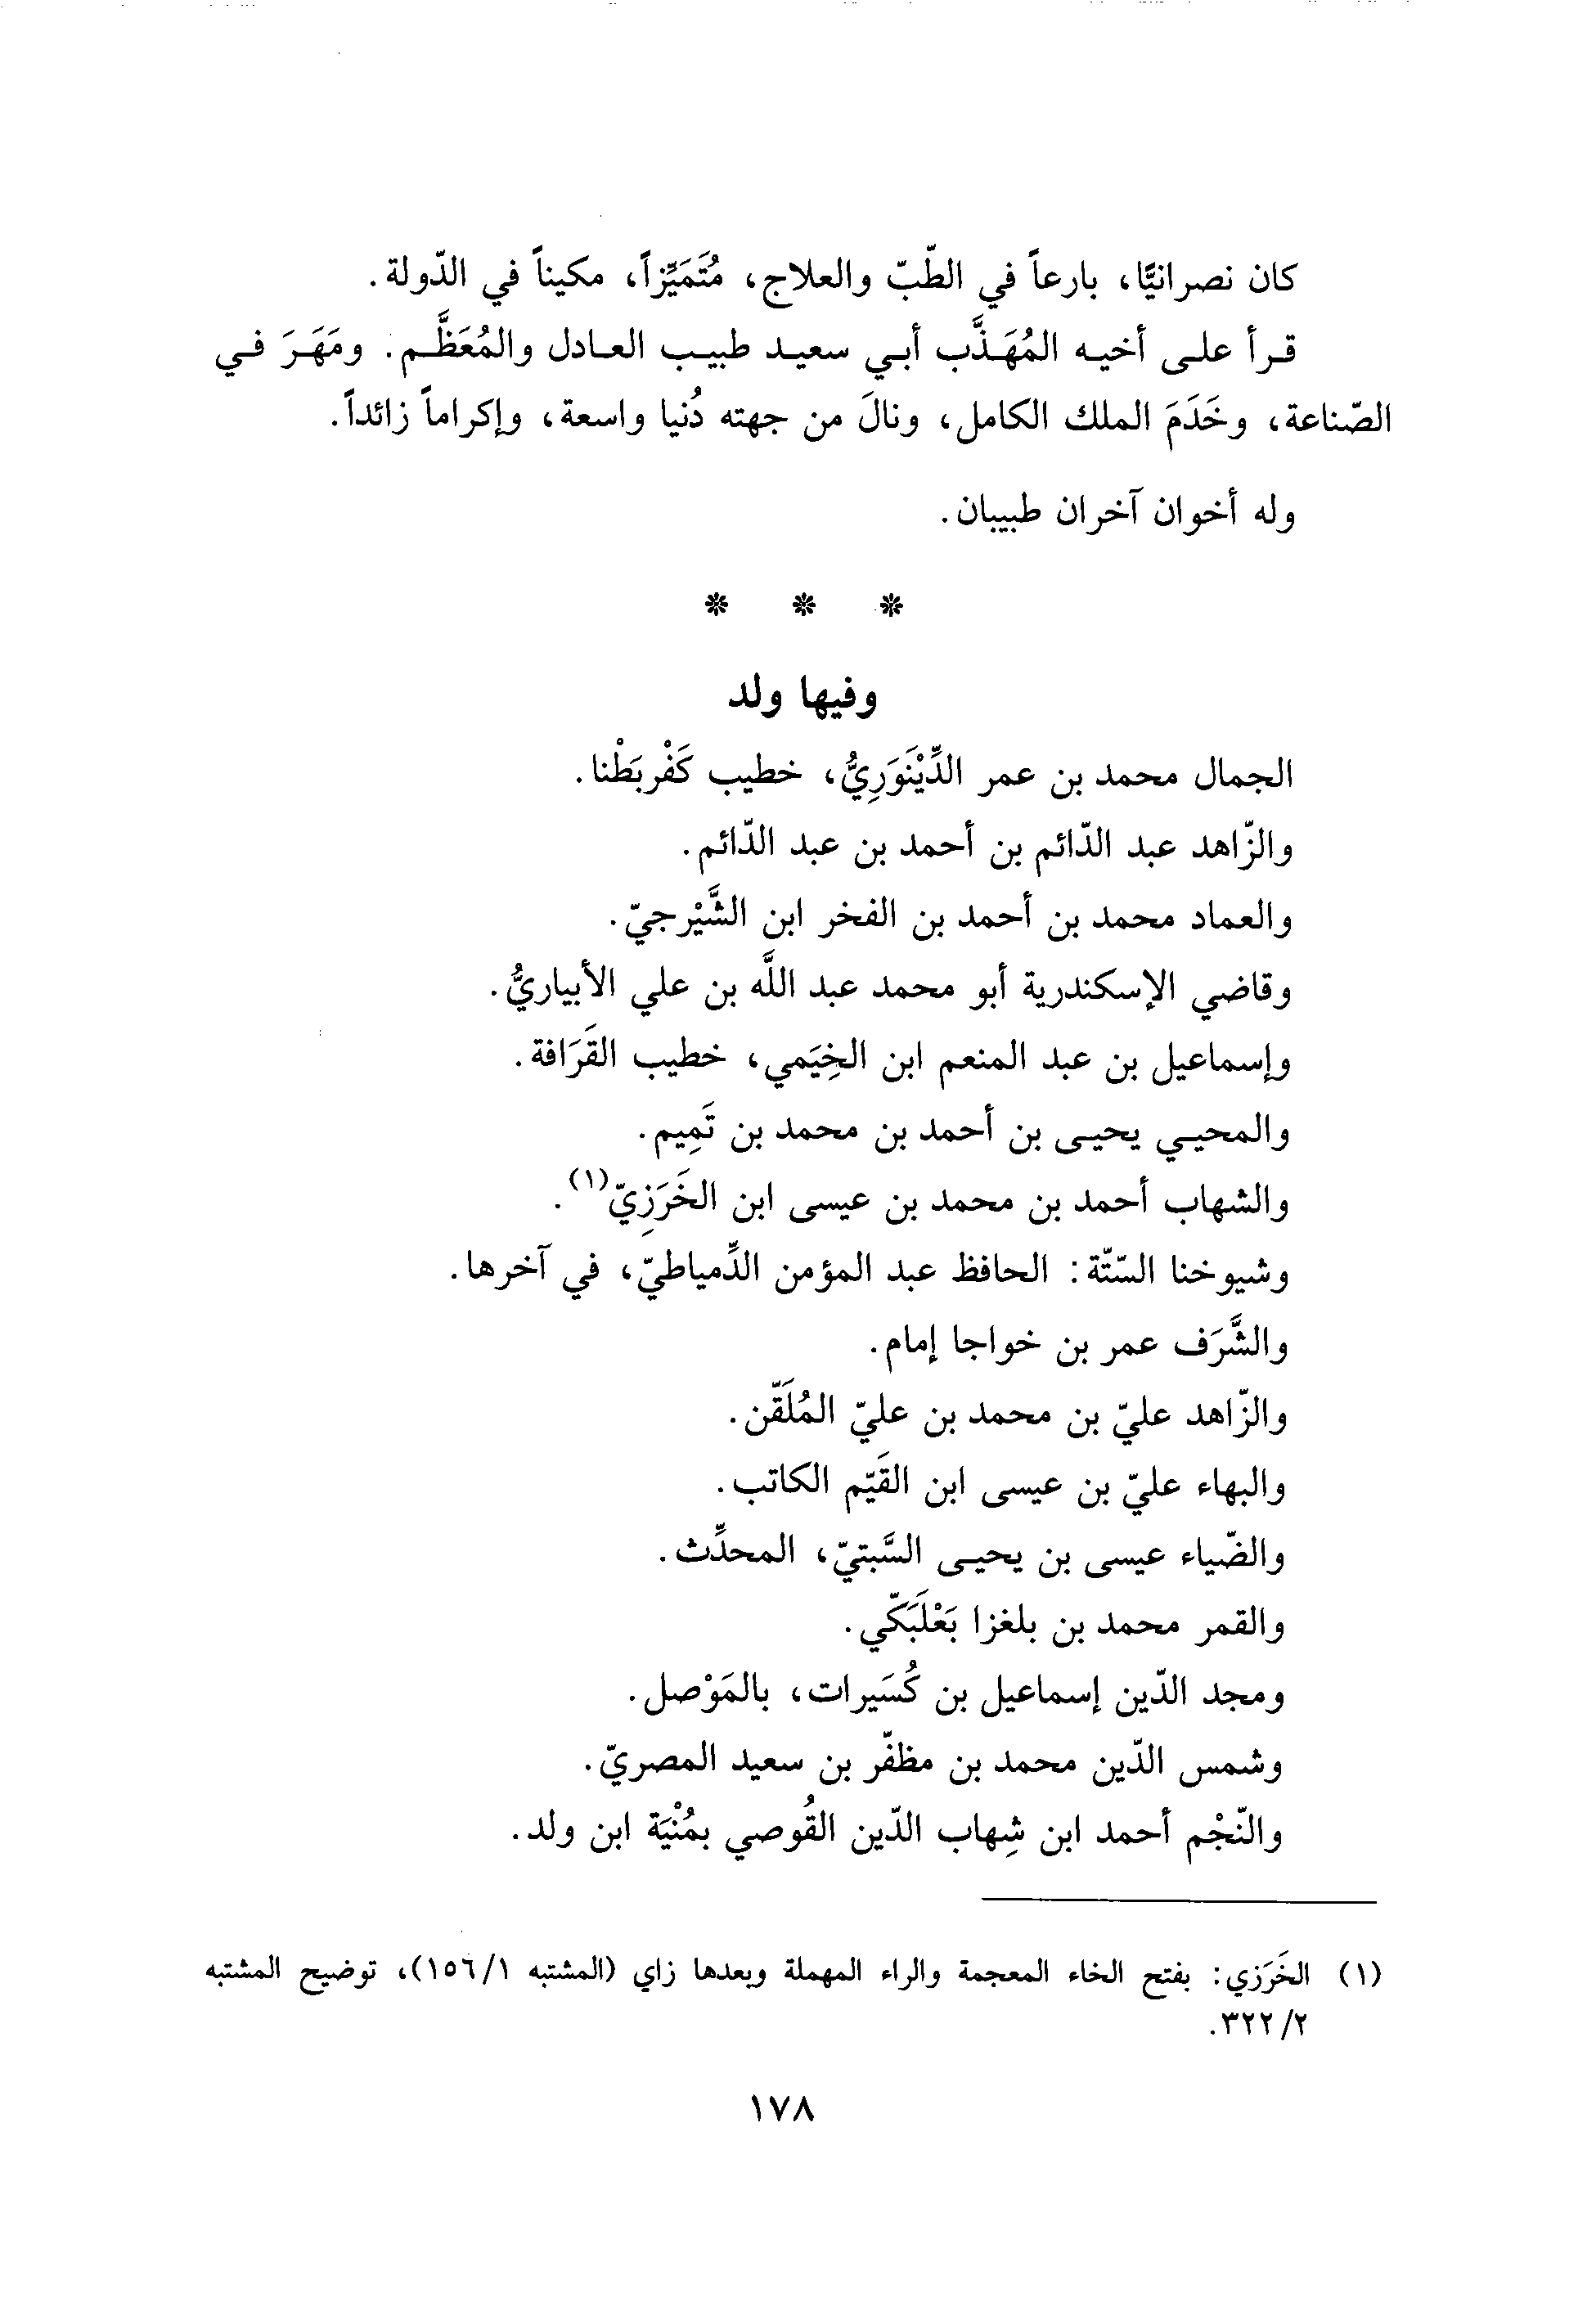 كان نصرانيًّا، بارعاً في الطّبّ والعلاج، مُتَمَيِّزاً، مكيناً في الدّولة.
قرأ على أخيه المُهَذَّب أبي سعيد طبيب العادل والمُعَظَّم. ومَهَرَ في
الصّناعة، وخَدَمَ الملك الكامل، ونالَ من جهته دُنيا واسعة، وإكراماً زائداً.
وله أخوان آخران طبيبان.
* * *
وفيها ولد
الجمال محمد بن عمر الدِّيْنَوَرِيُّ، خطيب كَفْربَطْنا.
والزّاهد عبد الدّائم بن أحمد بن عبد الدّائم.
والعماد محمد بن أحمد بن الفخر ابن الشَّيْرجيّ.
وقاضي الإسكندرية أبو محمد عبد اللَّه بن علي الأبياريُّ.
وإسماعيل بن عبد المنعم ابن الخِيَمي، خطيب القَرَافة.
والمحيي يحيى بن أحمد بن محمد بن تَمِيم.
والشهاب أحمد بن محمد بن عيسى ابن الخَرَزِيّ(١).
وشيوخنا السّتّة: الحافظ عبد المؤمن الدِّمياطيّ، في آخرها.
والشَّرَف عمر بن خواجا إمام.
والزّاهد عليّ بن محمد بن عليّ المُلَقّن.
والبهاء عليّ بن عيسى ابن القَيّم الكاتب.
والضّياء عيسى بن يحيى السَّبتيّ، المحدِّث.
والقمر محمد بن بلغزا بَعْلَبَكّي.
ومجد الدّين إسماعيل بن كُسَيرات، بالمَوْصل.
وشمس الدّين محمد بن مظفّر بن سعيد المصريّ.
والنّجْم أحمد ابن شِهاب الدّين القُوصي بمُنْيَة ابن ولد.
(١) الخَرَزي: بفتح الخاء المعجمة والراء المهملة وبعدها زاي (المشتبه ١/١٥٦)، توضيح المشتبه
٢/٣٢٢.
١٧٨